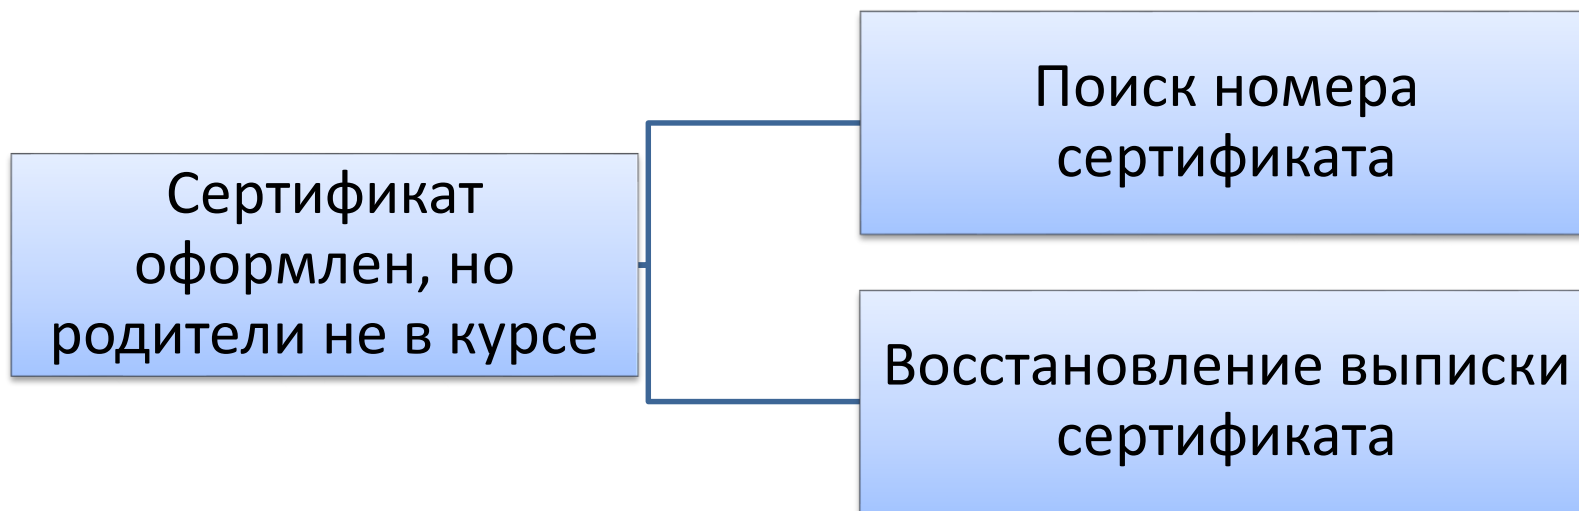 Сертификат
оформлен, но
родители не в курсе
Поиск номера
сертификата
Восстановление выписки
сертификата